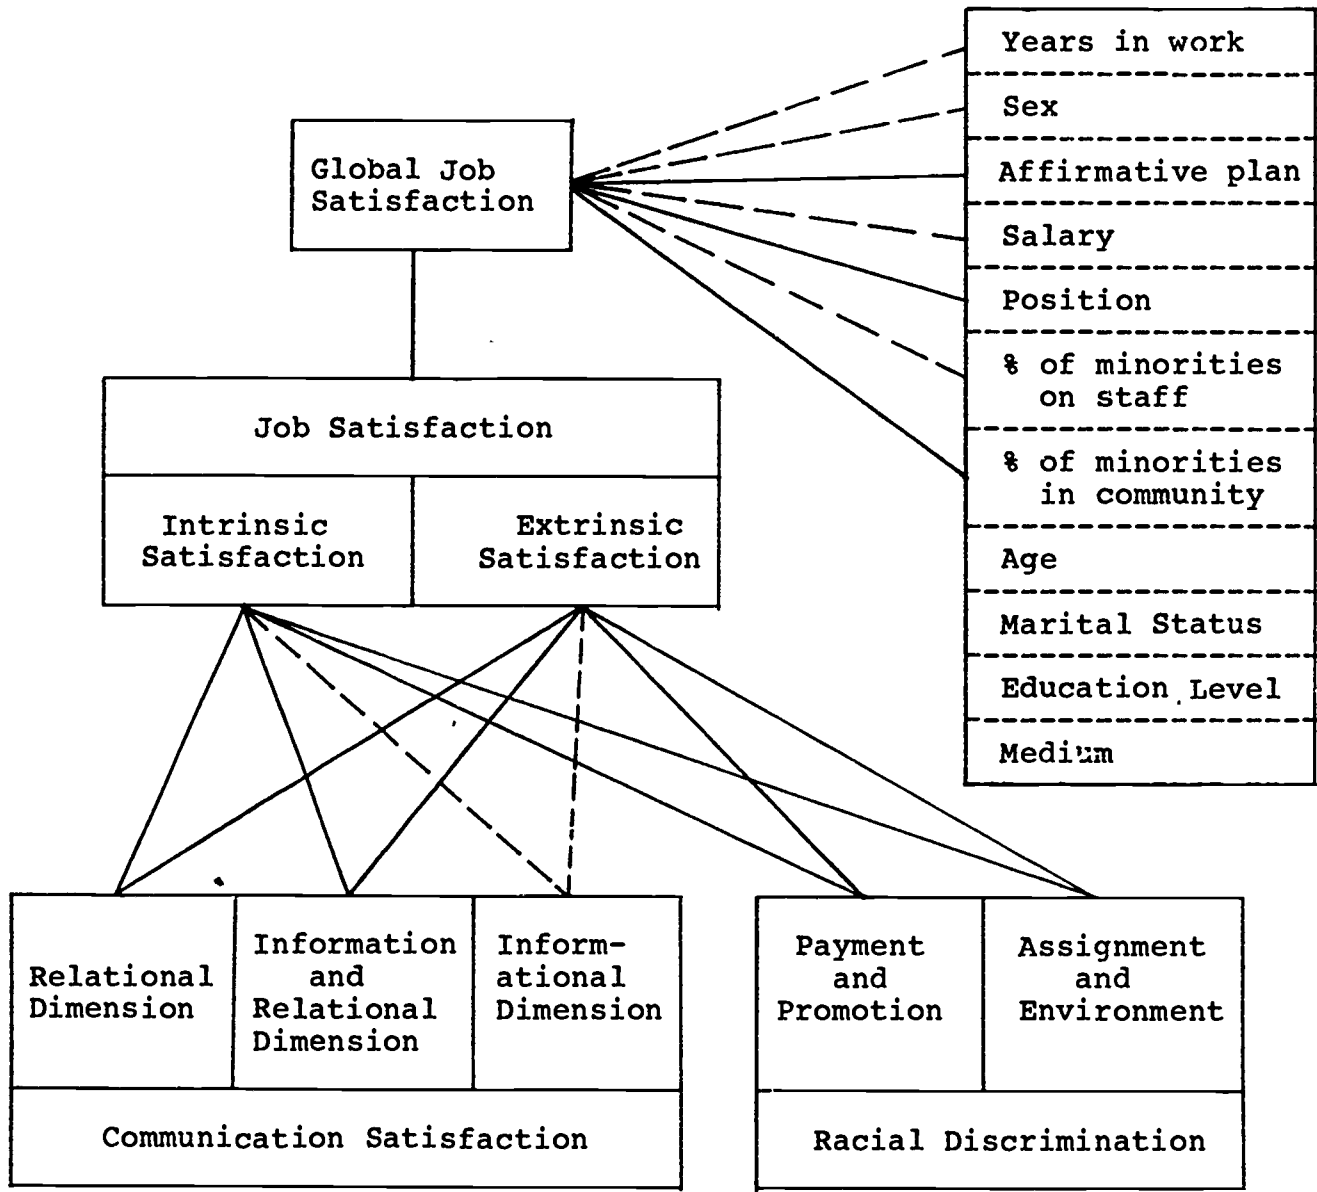 Global Job
Satisfaction
Years in work
Sex
Affirmative plan
Salary
Position
% of minorities
on staff
% of minorities
in community
Age
Marital Status
Education Level
Medium
Job Satisfaction
Intrinsic
Satisfaction
Extrinsic
Satisfaction
Relational
Dimension
Information
and
Relational
Dimension
Inform-
ational
Dimension
Communication Satisfaction
Payment
and
Promotion
Assignment
and
Environment
Racial Discrimination